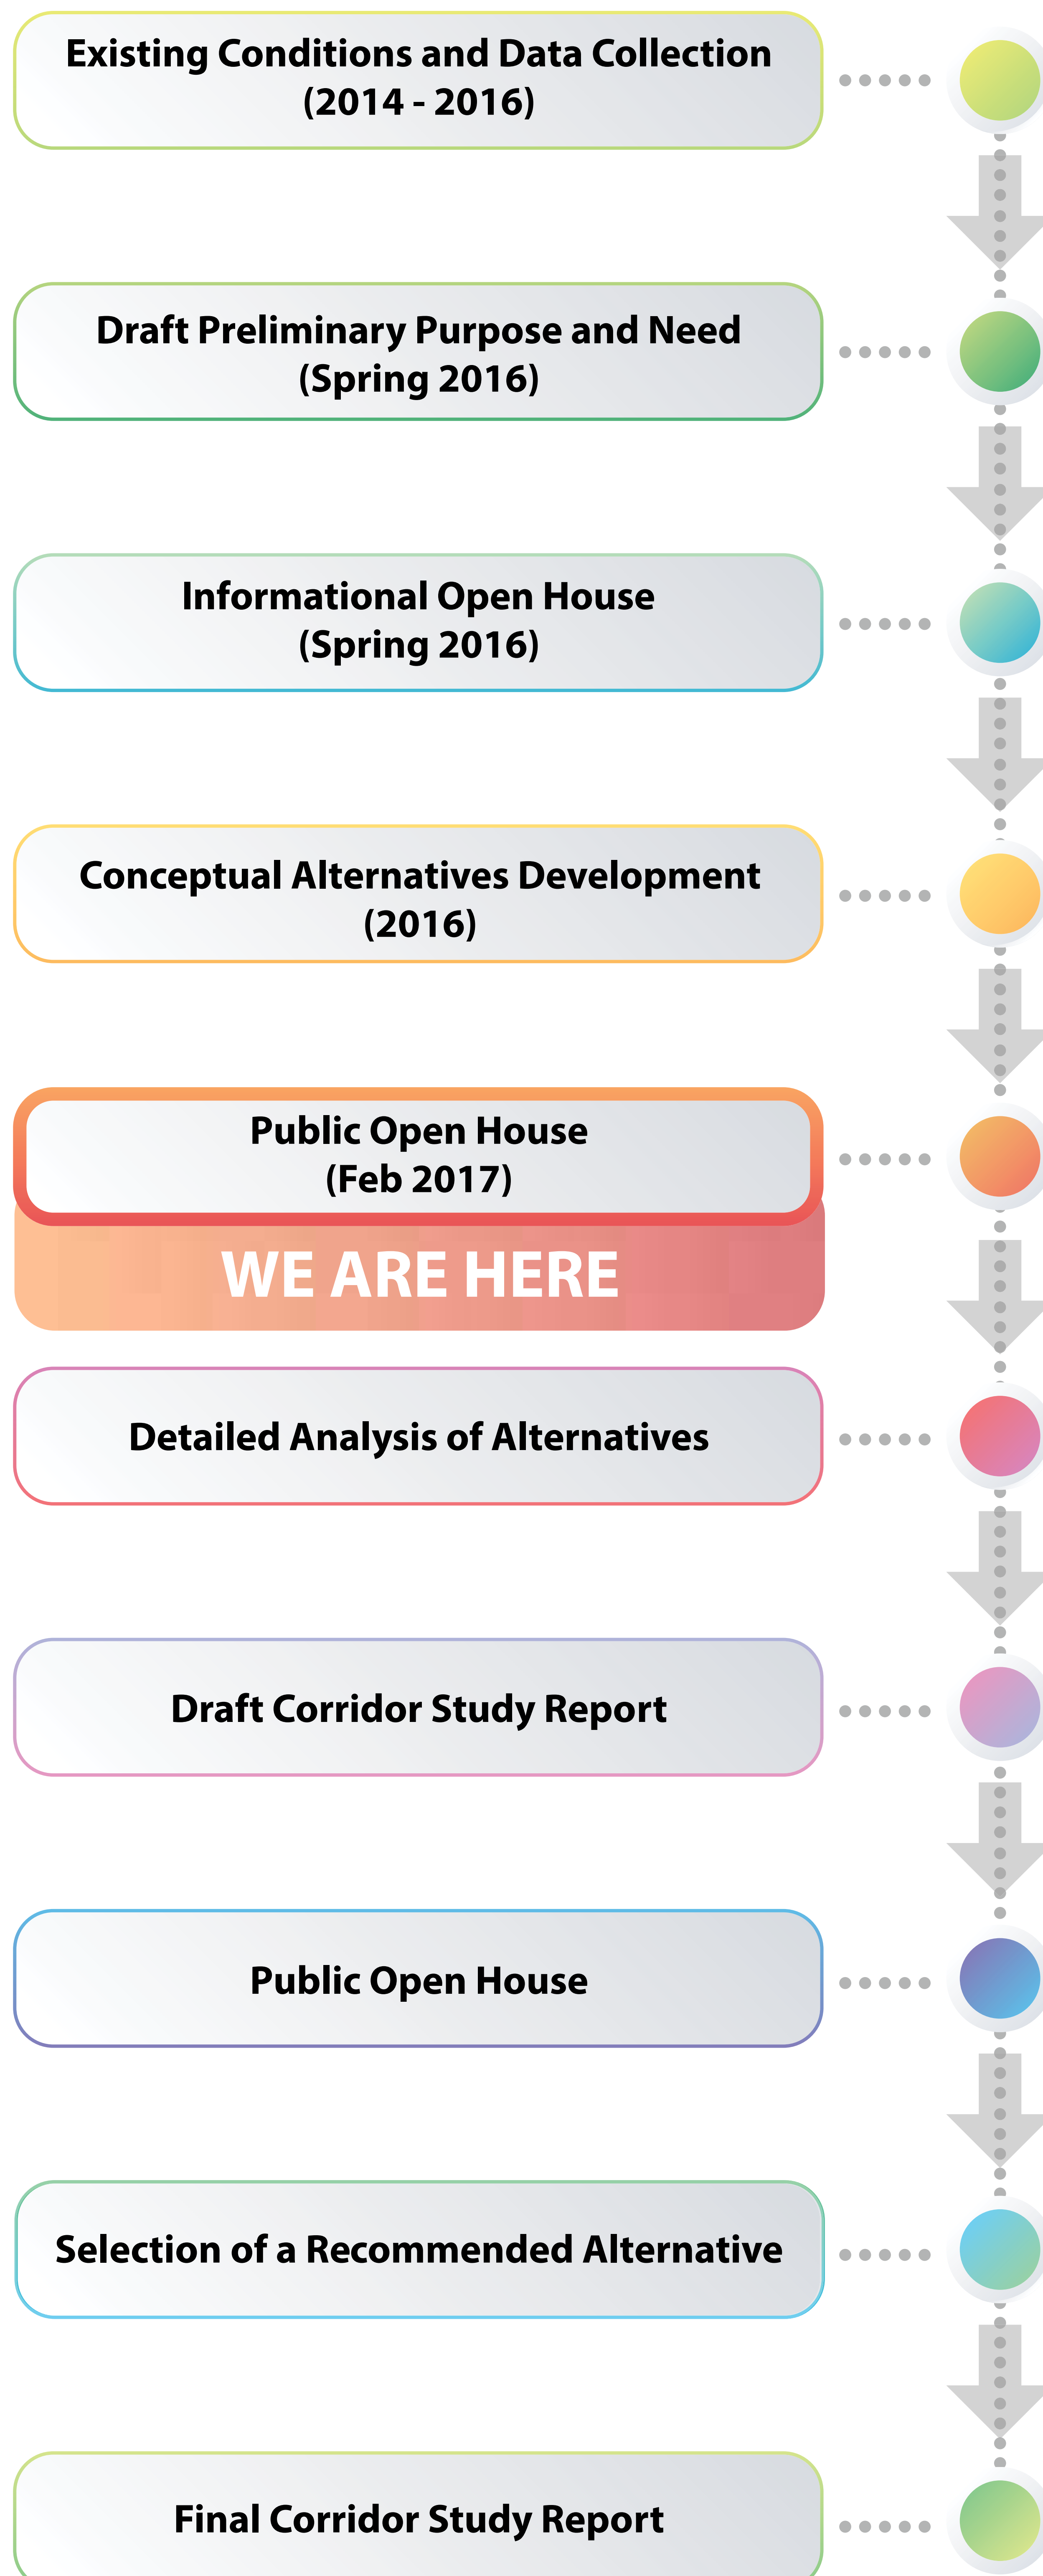 Existing Conditions and Data Collection
(2014 - 2016)
Draft Preliminary Purpose and Need
(Spring 2016)
Informational Open House
(Spring 2016)
Conceptual Alternatives Development
(2016)
Public Open House
(Feb 2017)
WE ARE HERE
Detailed Analysis of Alternatives
Draft Corridor Study Report
Public Open House
Selection of a Recommended Alternative
Final Corridor Study Report